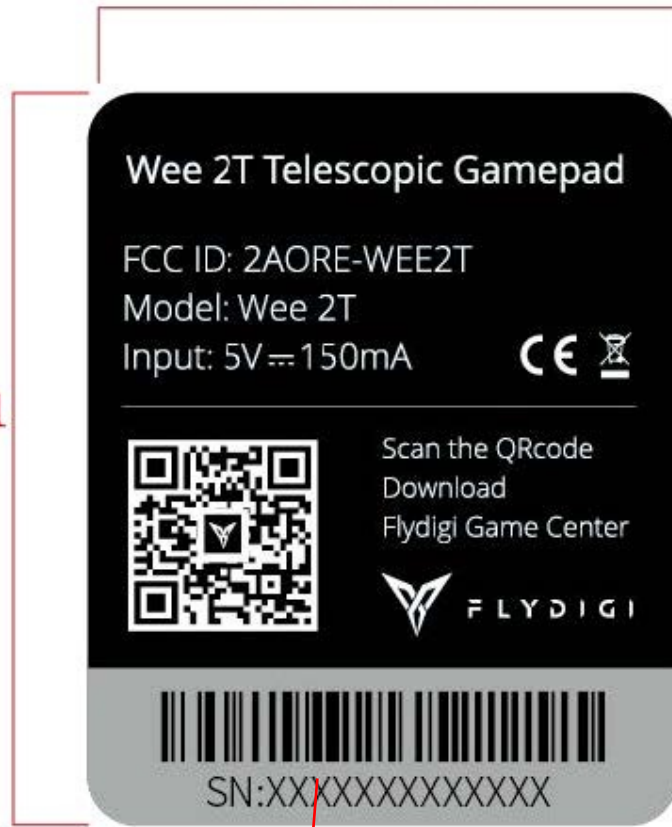 Wee 2T Telescopic Gamepad
FCC ID: 2AORE-WEE2T
Model: Wee 2T
Input: 5V⎓150mA
CE
Scan the QRcode
Download
Flydigi Game Center
FLYDIGI
SN:XXXXXXXXXXXXX